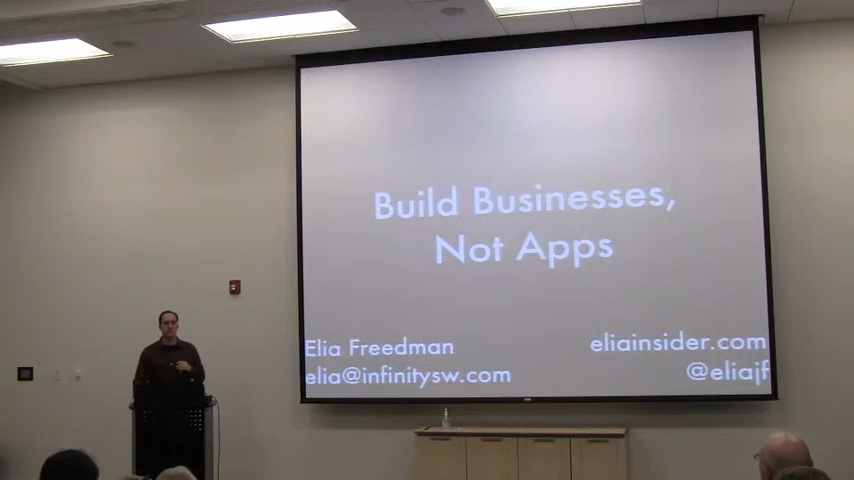 Build Businesses,
Not Apps
Elia Freedman
eliainsider.com
elia@infinitysw.com
@eliajf